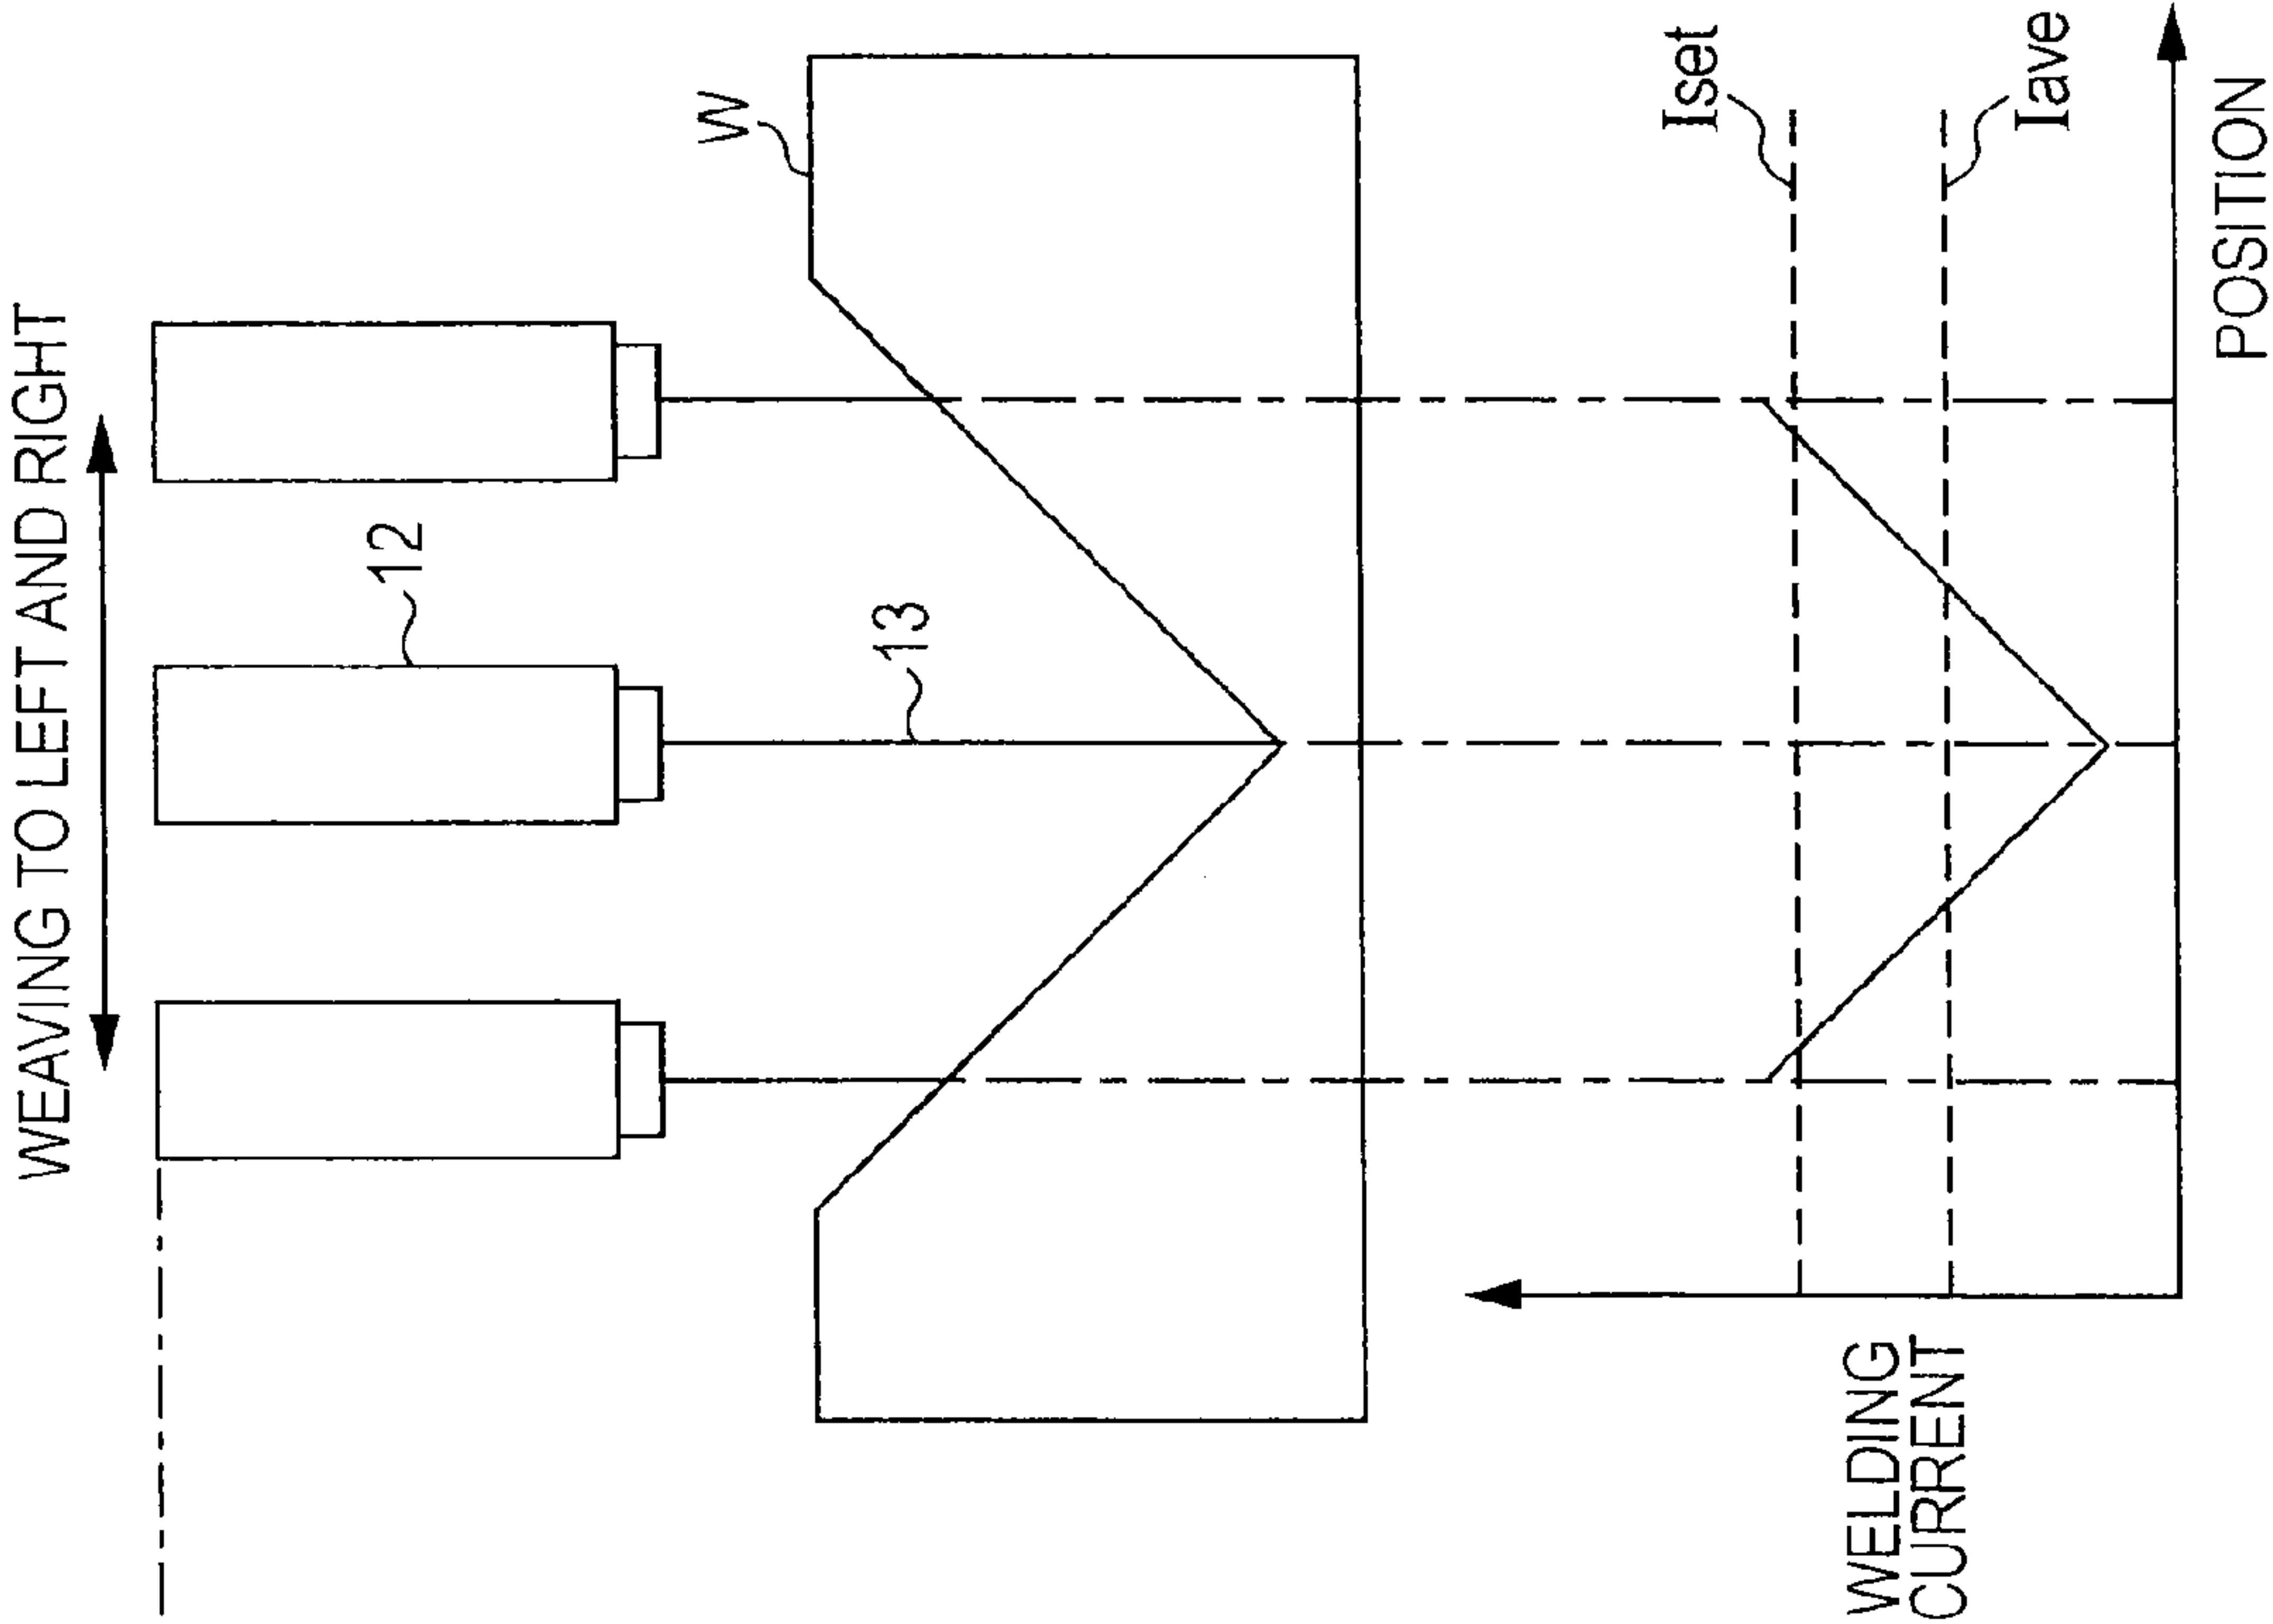 WEAVING TO LEFT AND RIGHT
12
13
W
Iset
Iave
WELDING
CURRENT
POSITION